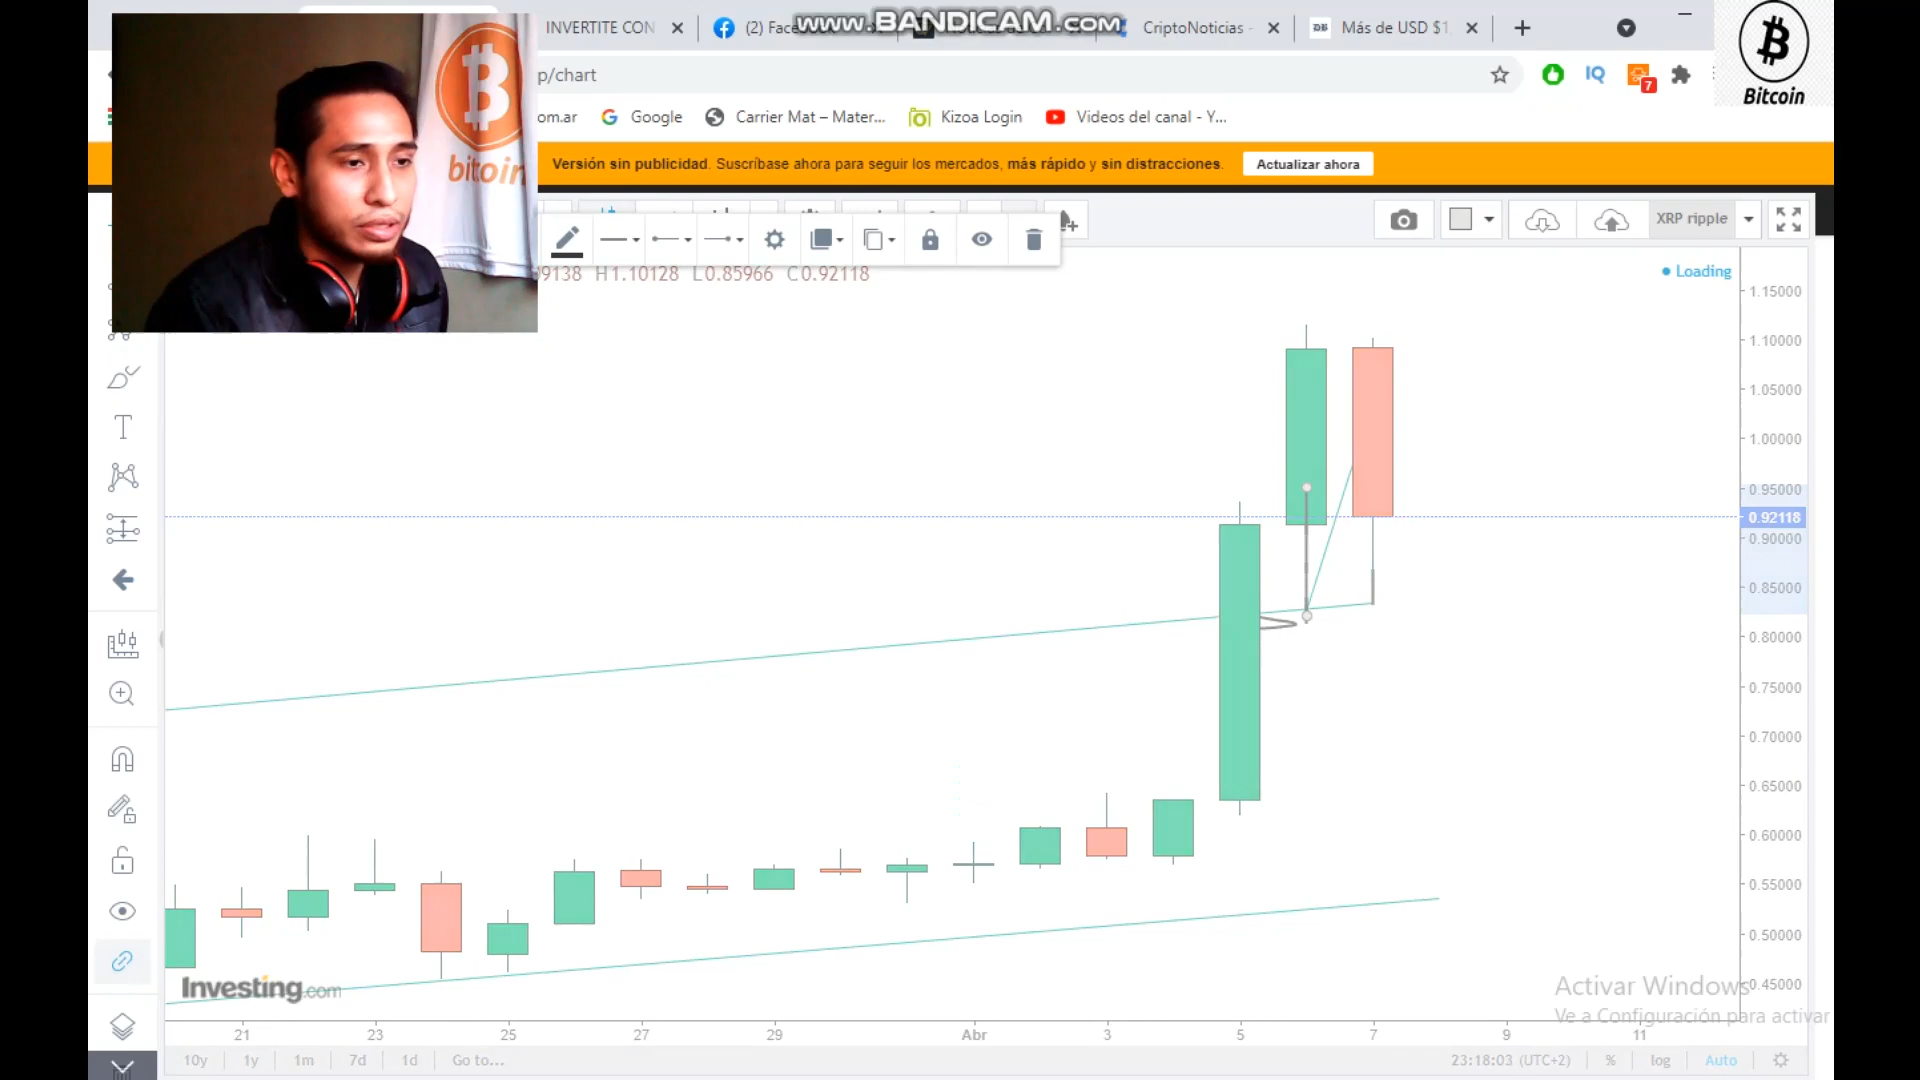 INVERTITE CON
(2) Face
www.BANDICAM.com
CriptoNoticias -
DB Más de USD $1
p/chart
IQ
7
Bitcoin
om.ar
Google
Carrier Mat – Mater...
Kizoa Login
Videos del canal - Y...
bitcoin
Versión sin publicidad. Suscríbase ahora para seguir los mercados, más rápido y sin distracciones.
Actualizar ahora
XRP ripple
9138 H1.10128 L0.85966 C0.92118
Loading
1.15000
1.10000
1.05000
1.00000
0.95000
0.92118
0.90000
0.85000
0.80000
0.75000
0.70000
0.65000
0.60000
0.55000
0.50000
0.45000
Investing.com
Activar Windows
Ve a Configuración para activar
21 23 25 27 29 Abr 3 5 7 9 11
10y 1y 1m 7d 1d Go to...
23:18:03 (UTC+2) % log Auto